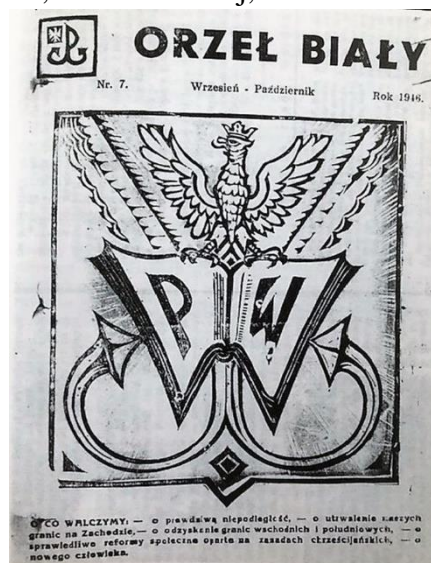 ORZEŁ BIAŁY
Nr. 7. Wrzesień - Październik Rok 1946.
P W
O CO WALCZYMY: — o prawdziwą niepodległość, — o utrwalenie naszych
granic na Zachodzie, — o odzyskanie granic wschodnich i południowych, — o
sprawiedliwe reformy społeczne oparte na zasadach chrześcijańskich, — o
nowego człowieka.